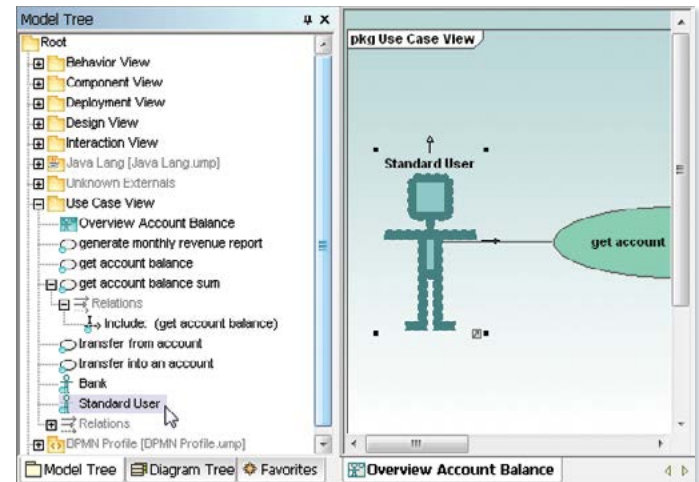 Model Tree
Root
Behavior View
Component View
Deployment View
Design View
Interaction View
Java Lang [Java Lang.ump]
Unknown Externals
Use Case View
Overview Account Balance
generate monthly revenue report
get account balance
get account balance sum
Relations
Include: (get account balance)
transfer from account
transfer into an account
Bank
Standard User
Relations
BPMN Profile [BPMN Profile.ump]
Model Tree
Diagram Tree
Favorites
pkg Use Case View
Standard User
get account
Overview Account Balance